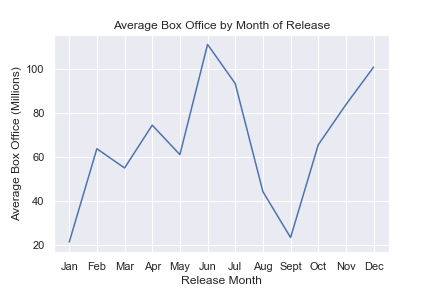 Average Box Office by Month of Release
Average Box Office (Millions)
100
80
60
40
20
Jan Feb Mar Apr May Jun Jul Aug Sept Oct Nov Dec
Release Month